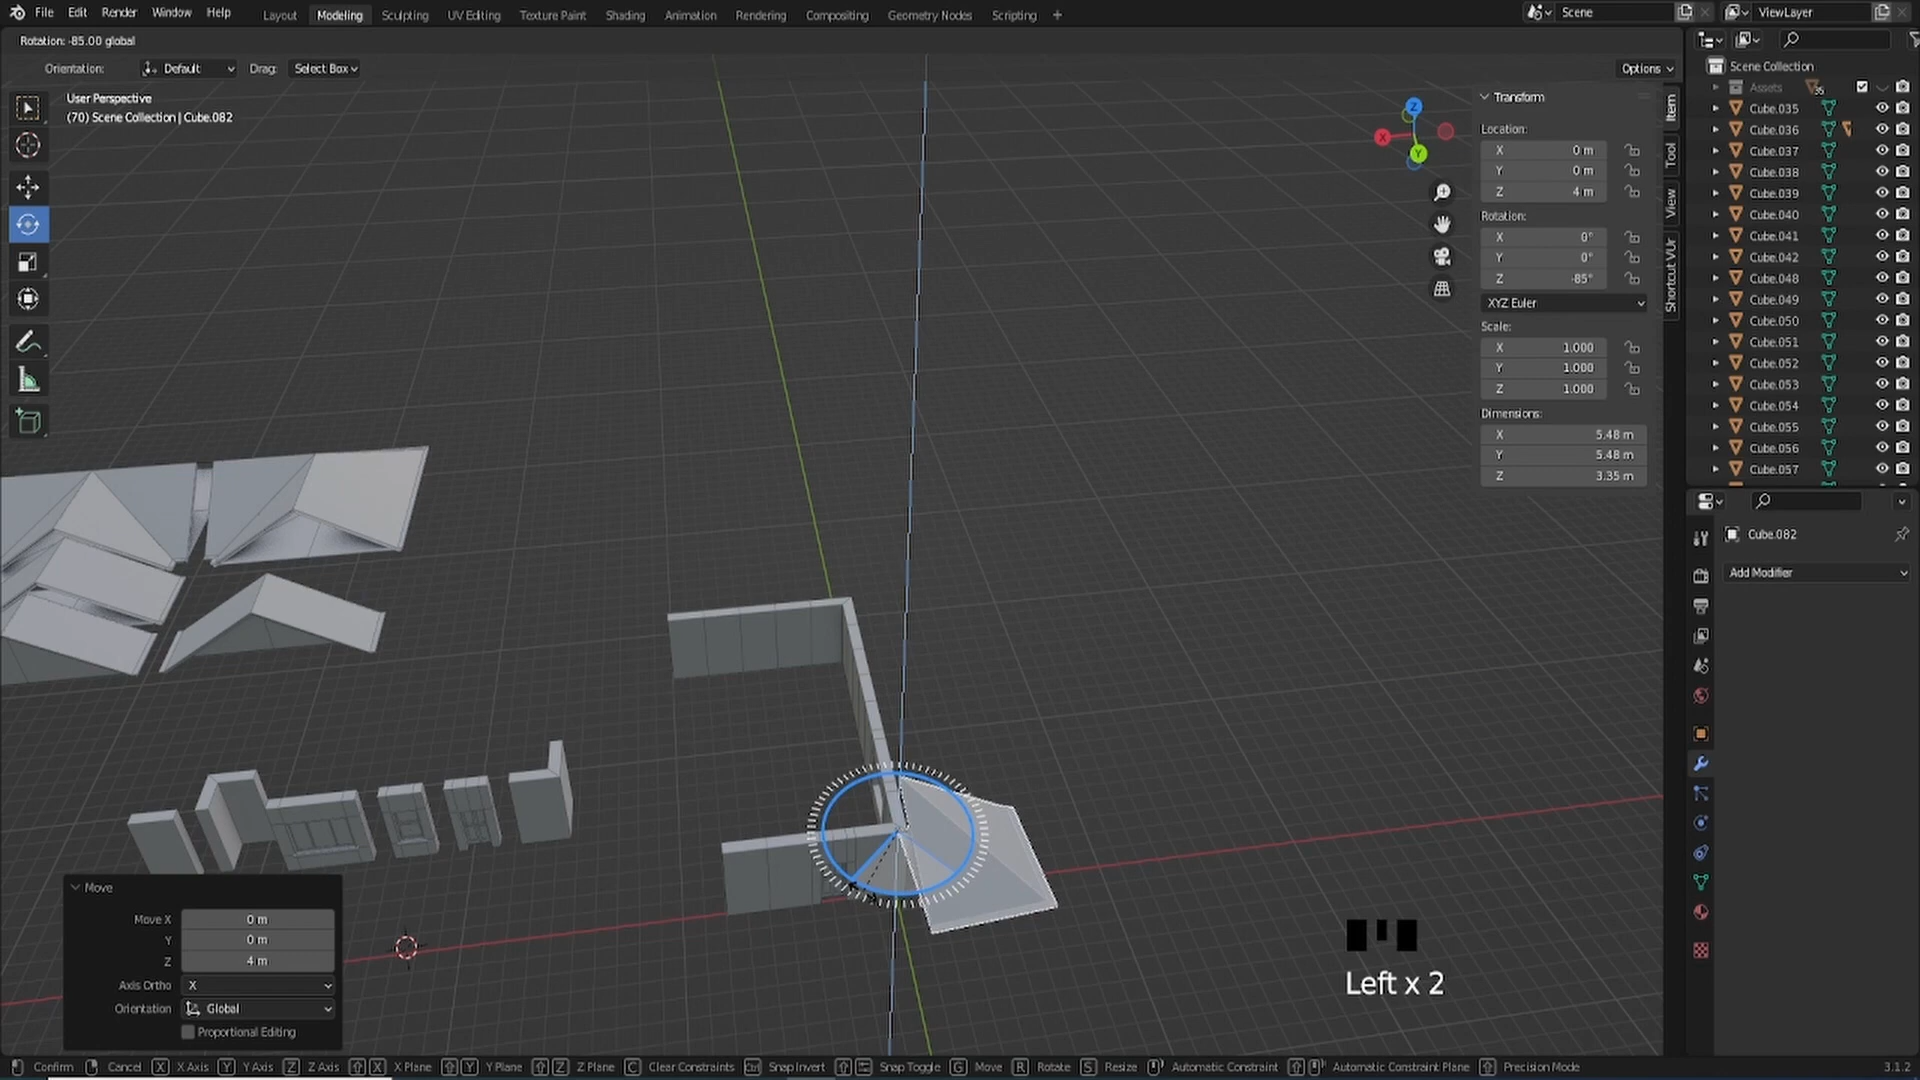 File Edit Render Window Help
Layout Modeling Sculpting UV Editing Texture Paint Shading Animation Rendering Compositing Geometry Nodes Scripting +
Scene
ViewLayer
Rotation: -85.00 global
Orientation: Default Drag: Select Box
Options
User Perspective
(70) Scene Collection | Cube.082
Z
X
Y
Transform
Location:
X 0 m
Y 0 m
Z 4 m
Rotation:
X 0°
Y 0°
Z -85°
XYZ Euler
Scale:
X 1.000
Y 1.000
Z 1.000
Dimensions:
X 5.48 m
Y 5.48 m
Z 3.35 m
Item
Tool
View
Shortcut VUr
Scene Collection
Assets 35
Cube.035
Cube.036
Cube.037
Cube.038
Cube.039
Cube.040
Cube.041
Cube.042
Cube.048
Cube.049
Cube.050
Cube.051
Cube.052
Cube.053
Cube.054
Cube.055
Cube.056
Cube.057
Cube.082
Add Modifier
Move
Move X 0 m
Y 0 m
Z 4 m
Axis Ortho X
Orientation Global
Proportional Editing
Left x 2
Confirm Cancel X X Axis Y Y Axis Z Z Axis X X Plane Y Y Plane Z Z Plane C Clear Constraints Ctrl Snap Invert Snap Toggle G Move R Rotate S Resize Automatic Constraint Automatic Constraint Plane Precision Mode 3.1.2